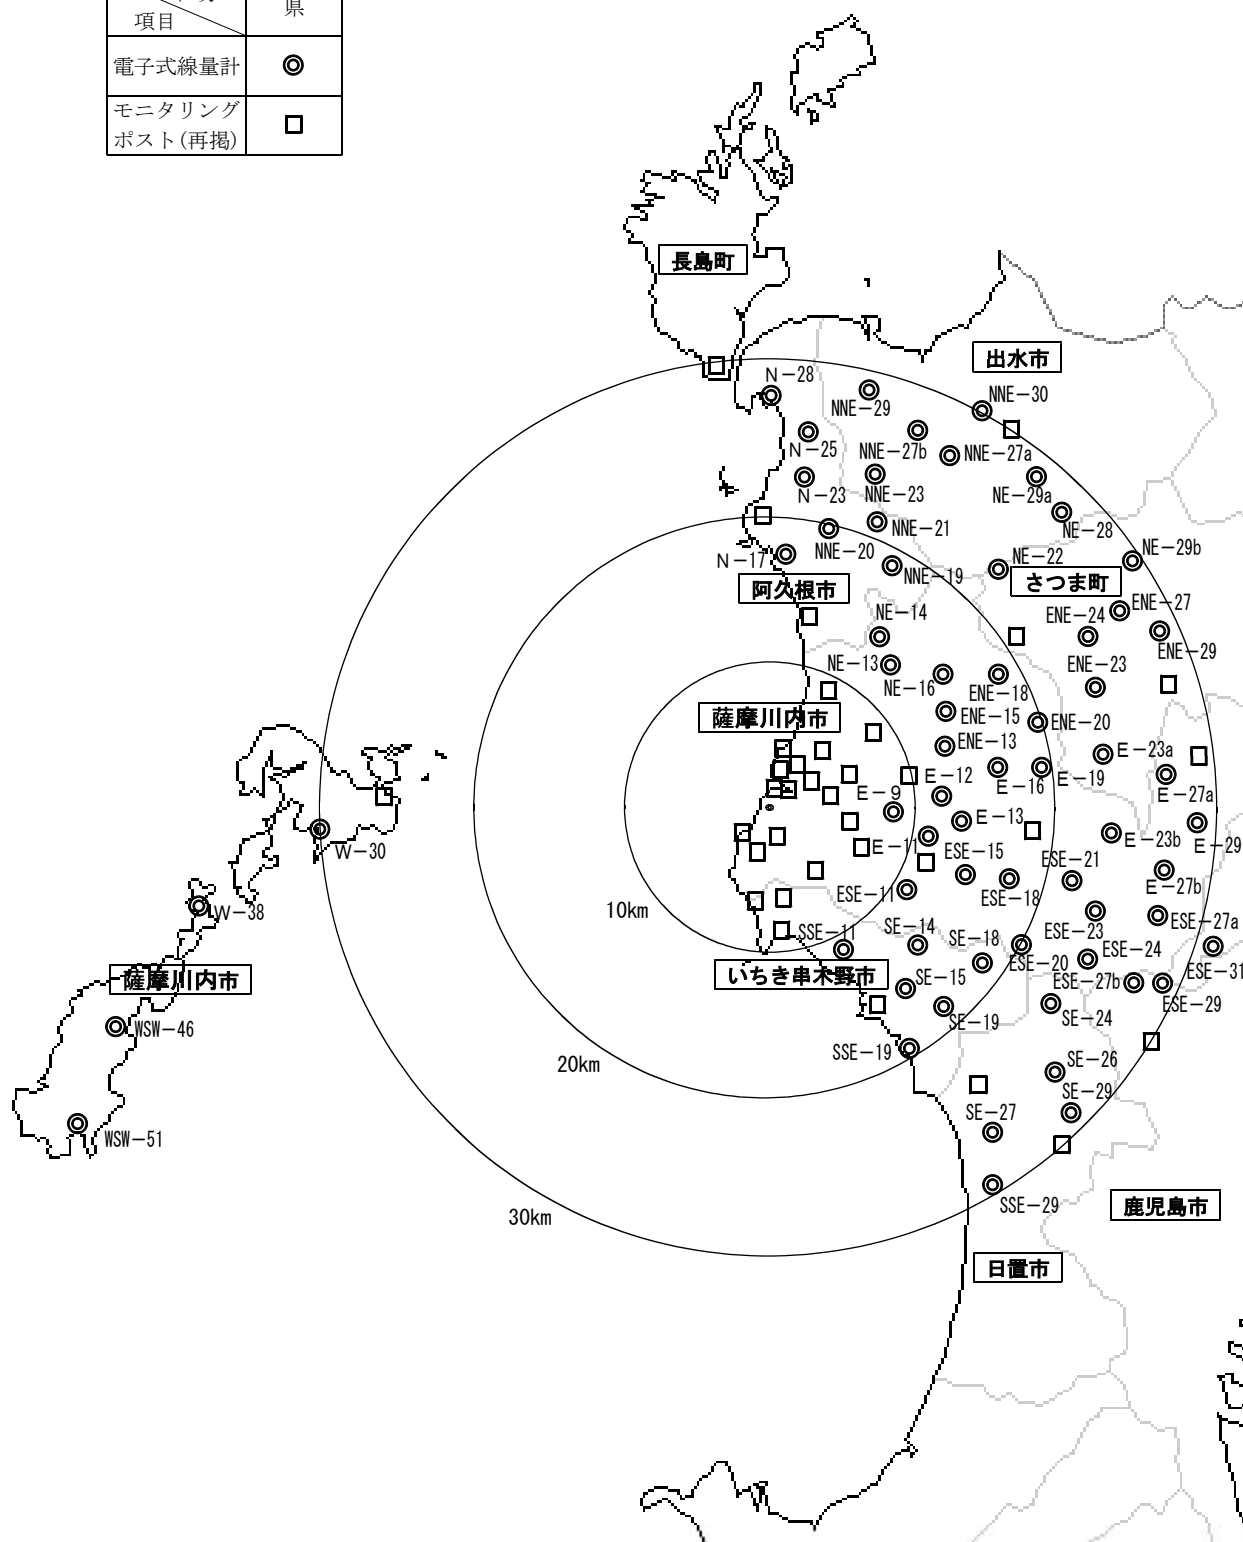 県
項目
電子式線量計
モニタリング
ポスト(再掲)
長島町
出水市
N-28
NNE-29
NNE-30
N-25
NNE-27b
NNE-27a
N-23
NNE-23
NE-29a
NNE-21
NE-28
NNE-20
N-17
NNE-19
NE-22
NE-29b
阿久根市
さつま町
NE-14
ENE-24
ENE-27
NE-13
ENE-23
ENE-29
NE-16
ENE-18
薩摩川内市
ENE-15
ENE-20
ENE-13
E-23a
E-12
E-16
E-19
E-9
E-27a
E-13
E-23b
E-29
W-30
E-11
ESE-15
ESE-21
ESE-11
ESE-18
E-27b
10km
W-38
SSE-11
SE-14
SE-18
ESE-23
ESE-27a
ESE-20
ESE-24
薩摩川内市
いちき串木野市
SE-15
ESE-27b
ESE-31
ESE-29
WSW-46
SE-19
SE-24
SSE-19
20km
SE-26
SE-29
SE-27
WSW-51
SSE-29
鹿児島市
30km
日置市